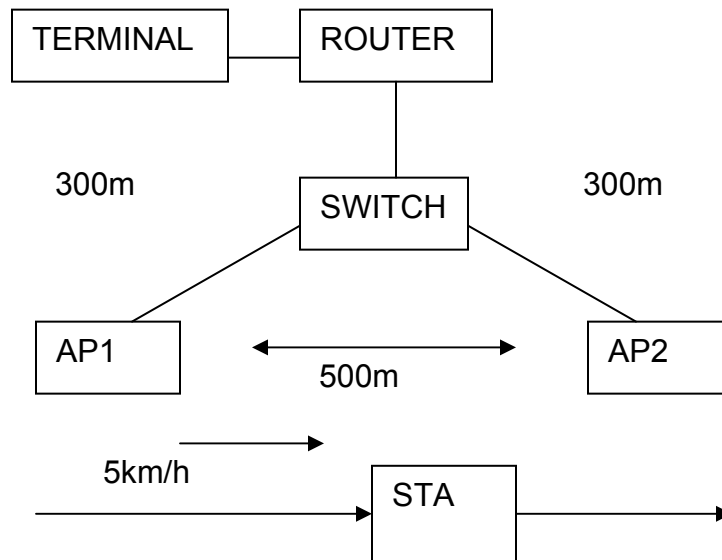 TERMINAL
ROUTER
300m
300m
SWITCH
AP1
AP2
500m
5km/h
STA